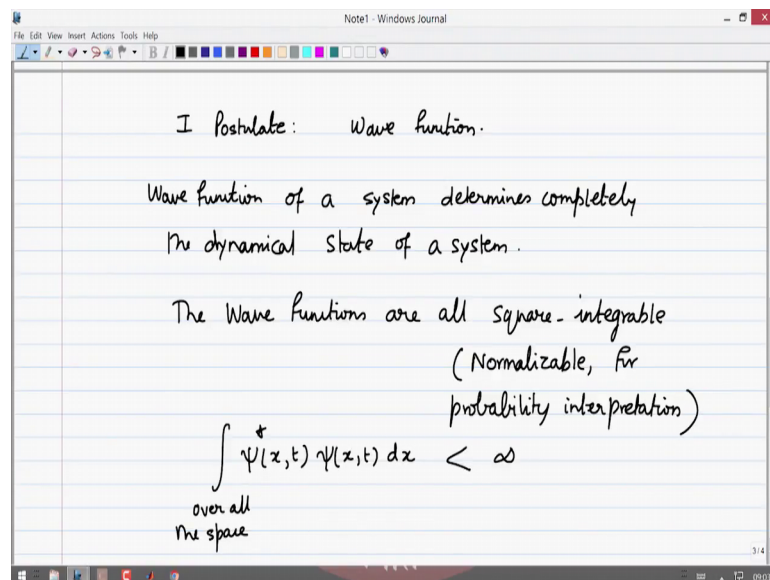 Note1 - Windows Journal
File Edit View Insert Actions Tools Help
I Postulate: Wave function.
Wave function of a system determines completely
the dynamical state of a system.
The Wave functions are all square-integrable
(Normalizable, for
probability interpretation)
∫ ψ*(x,t) ψ(x,t) dx < ∞
over all
the space
3/4